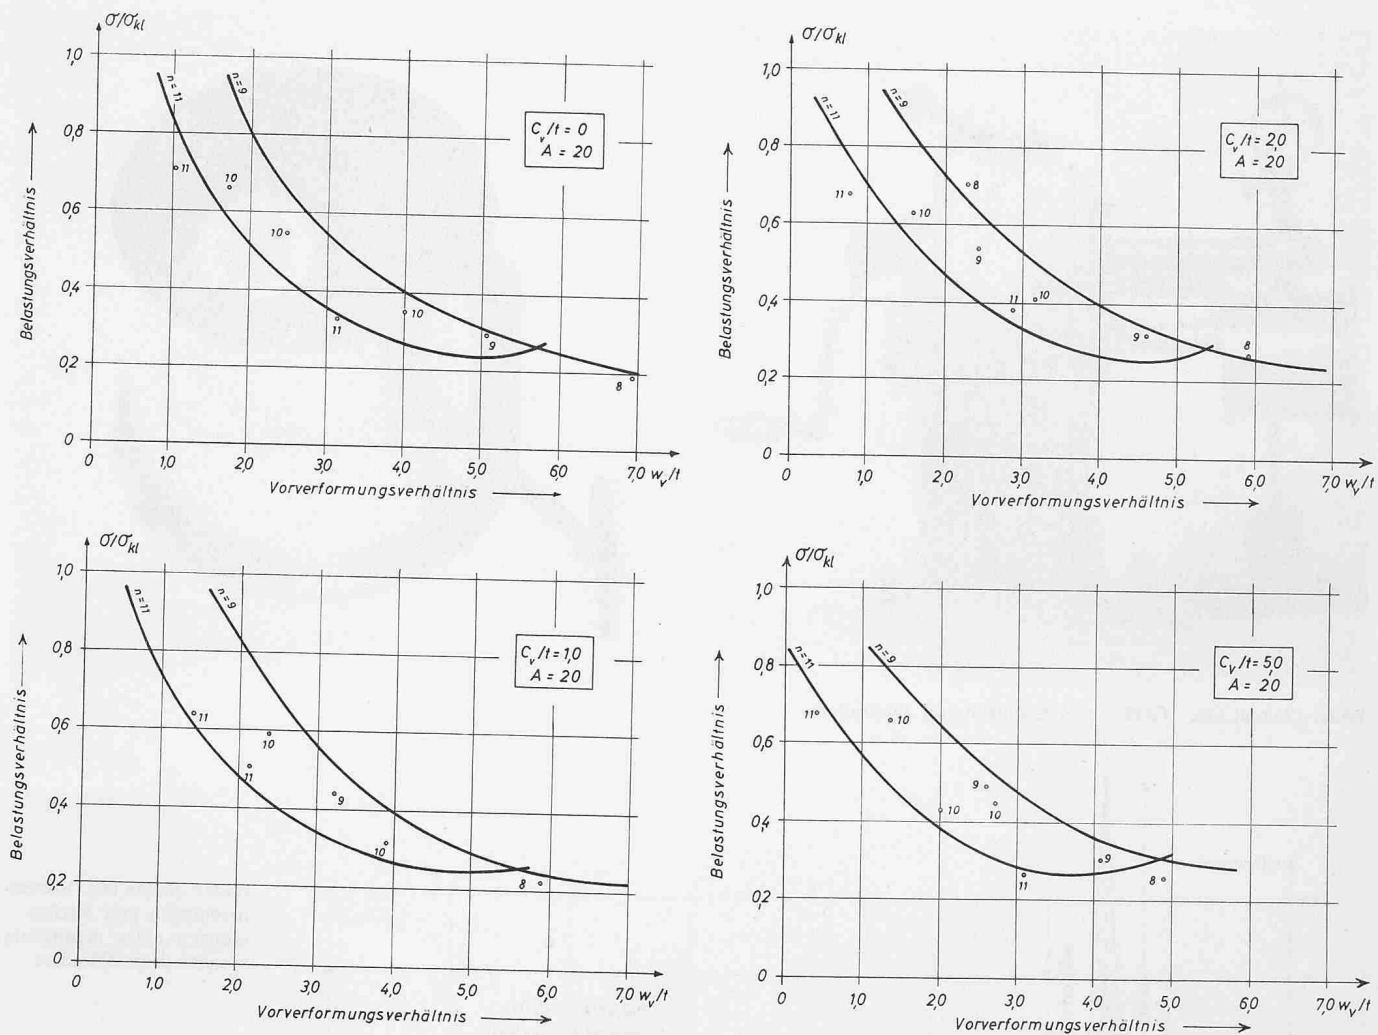 σ/σkl
1,0
0,8
0,6
0,4
0,2
0
0 1,0 2,0 3,0 4,0 5,0 6,0 7,0 wv/t
Belastungsverhältnis
Vorverformungsverhältnis
n=11
n=9
Cv/t=0
A=20
11
10
10
11
10
9
8
σ/σkl
1,0
0,8
0,6
0,4
0,2
0
0 1,0 2,0 3,0 4,0 5,0 6,0 7,0 wv/t
Belastungsverhältnis
Vorverformungsverhältnis
n=11
n=9
Cv/t=2,0
A=20
8
11
10
9
11
10
9
8
σ/σkl
1,0
0,8
0,6
0,4
0,2
0
0 1,0 2,0 3,0 4,0 5,0 6,0 7,0 wv/t
Belastungsverhältnis
Vorverformungsverhältnis
n=11
n=9
Cv/t=1,0
A=20
11
10
11
9
10
8
σ/σkl
1,0
0,8
0,6
0,4
0,2
0
0 1,0 2,0 3,0 4,0 5,0 6,0 7,0 wv/t
Belastungsverhältnis
Vorverformungsverhältnis
n=11
n=9
Cv/t=5,0
A=20
11
10
9
10
10
9
11
8